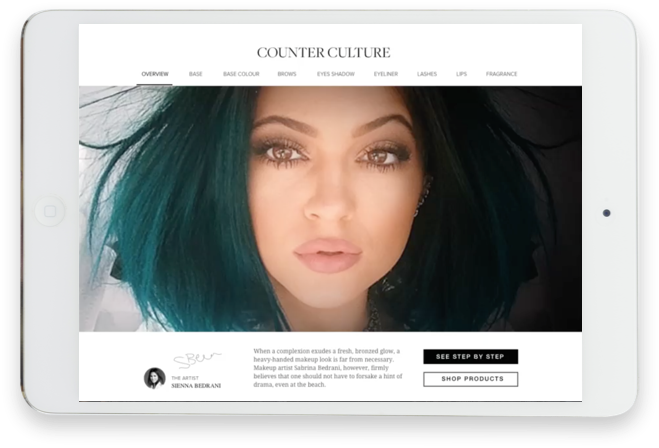 COUNTER CULTURE
OVERVIEW BASE BASE COLOUR BROWS EYES SHADOW EYELINER LASHES LIPS FRAGRANCE
When a complexion exudes a fresh, bronzed glow, a
heavy-handed makeup look is far from necessary.
Makeup artist Sabrina Bedrani, however, firmly
believes that one should not have to forsake a hint of
drama, even at the beach.
THE ARTIST
SIENNA BEDRANI
SEE STEP BY STEP
SHOP PRODUCTS